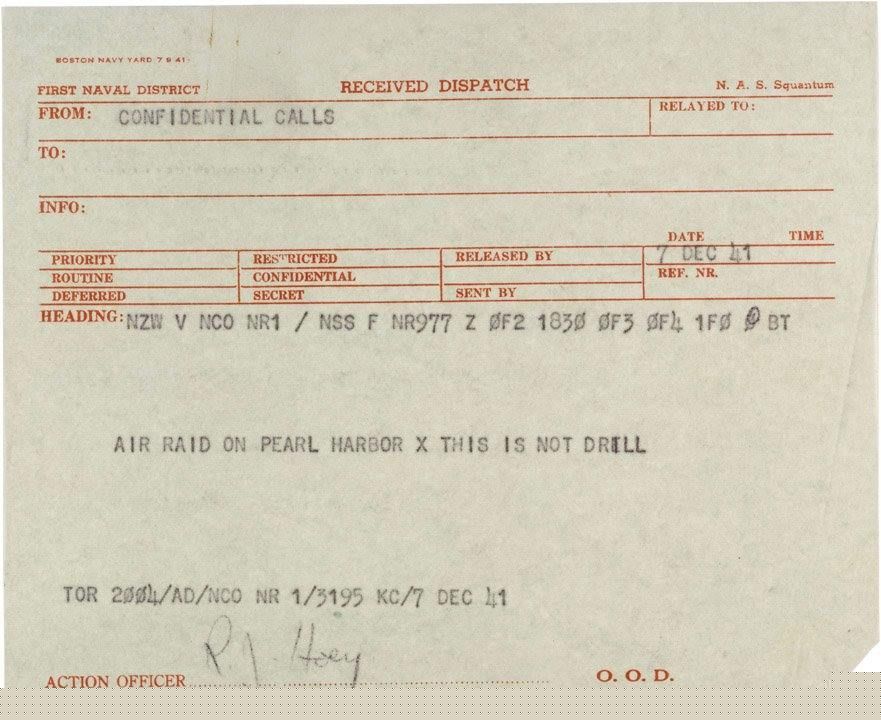 BOSTON NAVY YARD 7 9 41
FIRST NAVAL DISTRICT RECEIVED DISPATCH N. A. S. Squantum
FROM: CONFIDENTIAL CALLS RELAYED TO:
TO:
INFO:
DATE TIME
7 DEC 41
PRIORITY RESTRICTED RELEASED BY
ROUTINE CONFIDENTIAL REF. NR.
DEFERRED SECRET SENT BY
HEADING: NZW V NCO NR1 / NSS F NR977 Z ØF2 183Ø ØF3 ØF4 1FØ Ø BT
AIR RAID ON PEARL HARBOR X THIS IS NOT DRILL
TOR 2ØØ4/AD/NCO NR 1/3195 KC/7 DEC 41
R. J. Hoey
ACTION OFFICER O. O. D.